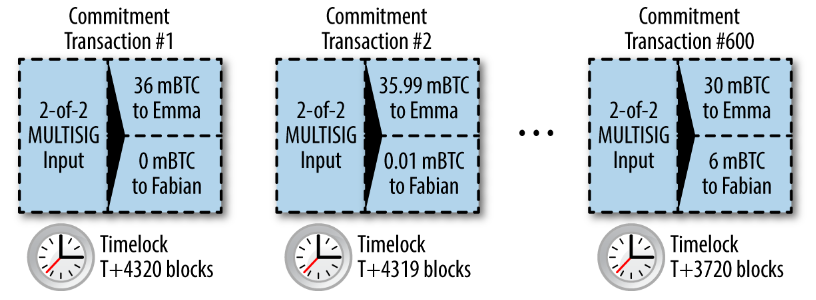 Commitment
Transaction #1
2-of-2
MULTISIG
Input
36 mBTC
to Emma
0 mBTC
to Fabian
Timelock
T+4320 blocks
Commitment
Transaction #2
2-of-2
MULTISIG
Input
35.99 mBTC
to Emma
0.01 mBTC
to Fabian
Timelock
T+4319 blocks
...
Commitment
Transaction #600
2-of-2
MULTISIG
Input
30 mBTC
to Emma
6 mBTC
to Fabian
Timelock
T+3720 blocks